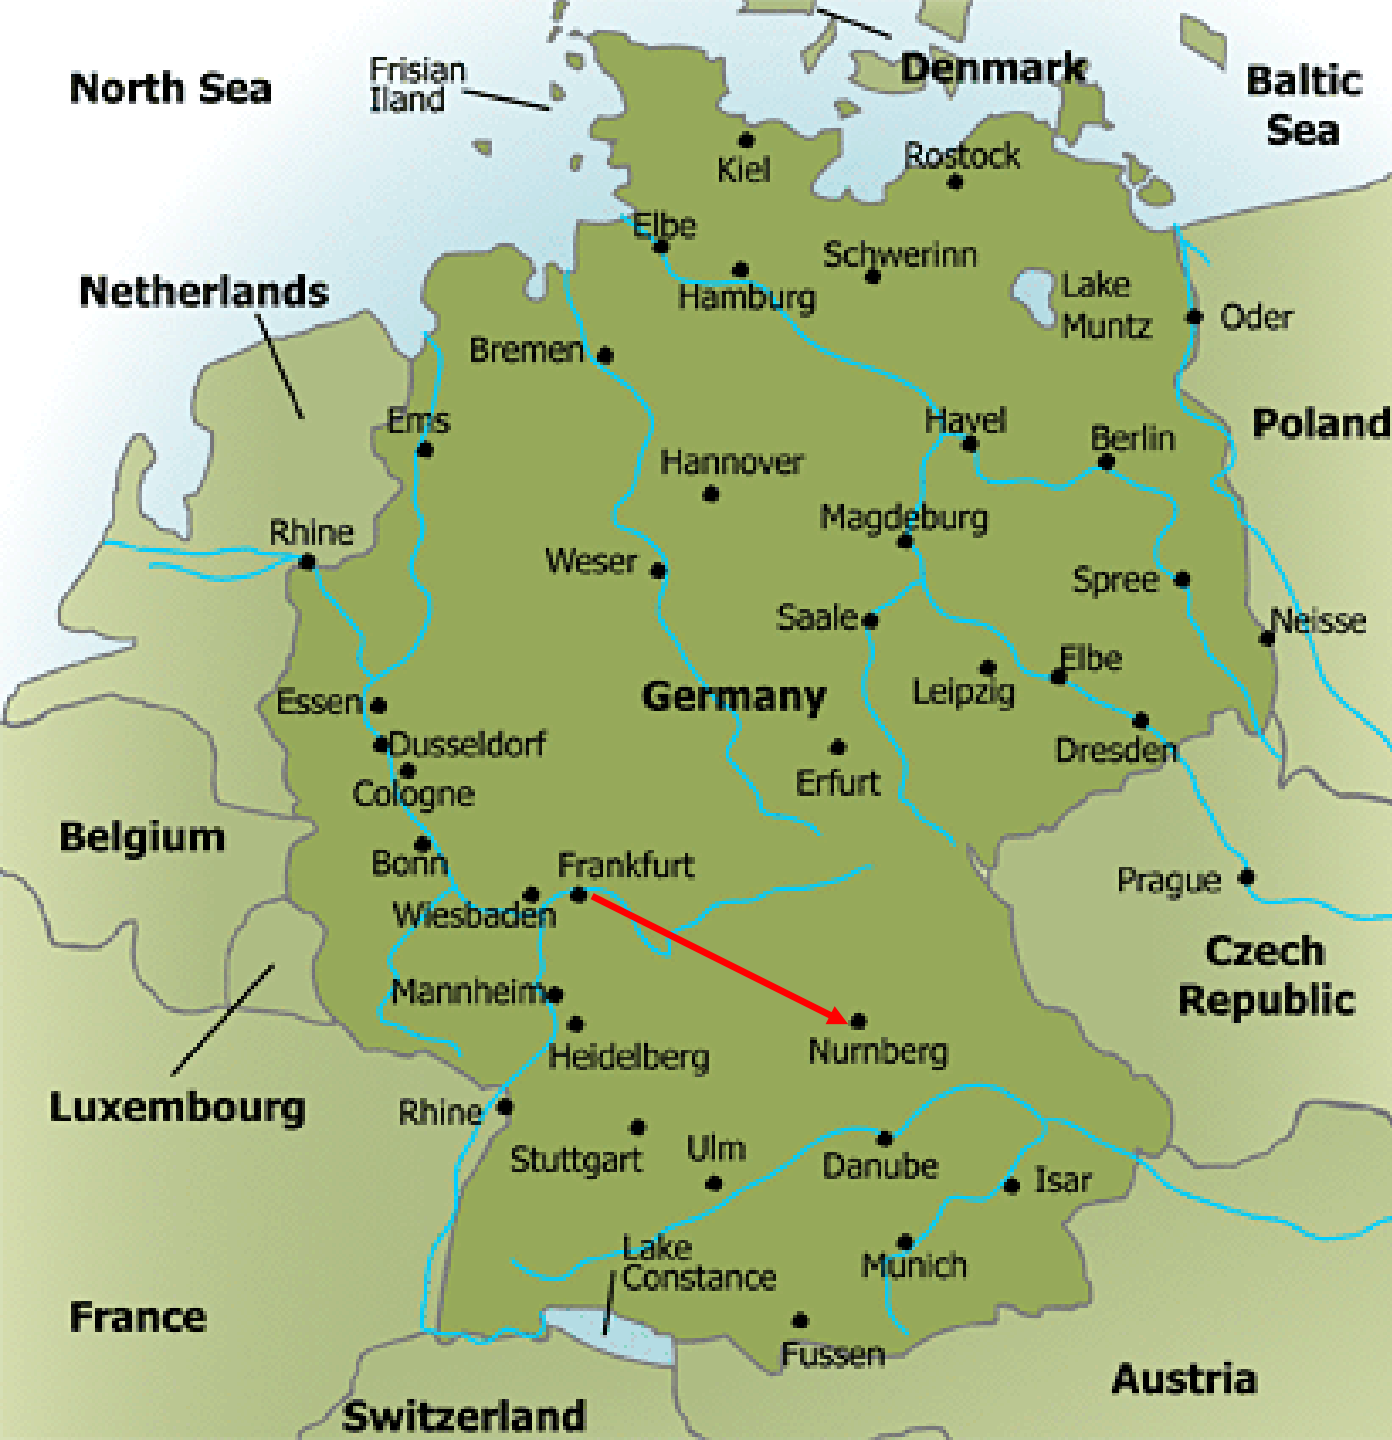 North Sea
Frisian
Iland
Denmark
Baltic
Sea
Kiel
Rostock
Elbe
Schwerinn
Netherlands
Hamburg
Lake
Muntz
Oder
Bremen
Ems
Havel
Berlin
Poland
Hannover
Magdeburg
Rhine
Weser
Spree
Saale
Neisse
Elbe
Leipzig
Germany
Essen
Dusseldorf
Dresden
Erfurt
Cologne
Belgium
Bonn
Frankfurt
Prague
Wiesbaden
Czech
Republic
Mannheim
Nurnberg
Heidelberg
Luxembourg
Rhine
Stuttgart
Ulm
Danube
Isar
Lake
Constance
Munich
France
Fussen
Austria
Switzerland